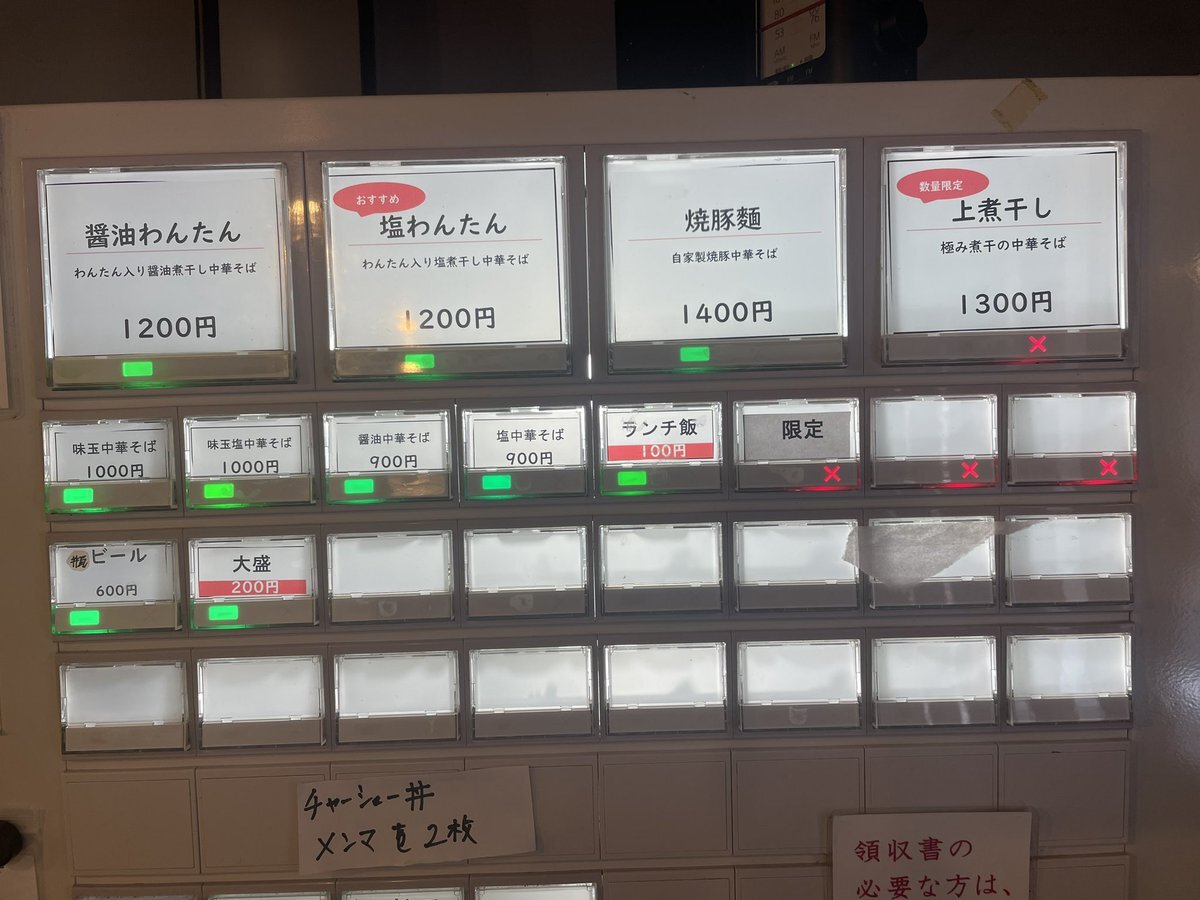 醤油わんたん
わんたん入り醤油煮干し中華そば
1200円
おすすめ
塩わんたん
わんたん入り塩煮干し中華そば
1200円
焼豚麵
自家製焼豚中華そば
1400円
数量限定
上煮干し
極み煮干の中華そば
1300円
味玉中華そば
1000円
味玉塩中華そば
1000円
醤油中華そば
900円
塩中華そば
900円
ランチ飯
100円
限定
瓶ビール
600円
大盛
200円
チャーシュー丼
メンマを2枚
領収書の
必要な方は、
80
53
AM
FM